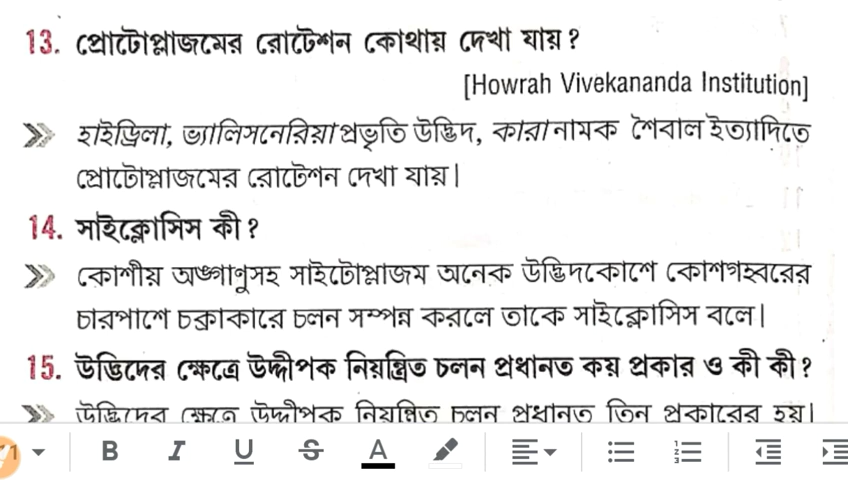 13. প্রোটোপ্লাজমের রোটেশন কোথায় দেখা যায়?
[Howrah Vivekananda Institution]
হাইড্রিলা, ভ্যালিসনেরিয়া প্রভৃতি উদ্ভিদ, কারা নামক শৈবাল ইত্যাদিতে
প্রোটোপ্লাজমের রোটেশন দেখা যায়।
14. সাইক্লোসিস কী?
কোশীয় অঙ্গাণুসহ সাইটোপ্লাজম অনেক উদ্ভিদকোশে কোশগহ্বরের
চারপাশে চক্রাকারে চলন সম্পন্ন করলে তাকে সাইক্লোসিস বলে।
15. উদ্ভিদের ক্ষেত্রে উদ্দীপক নিয়ন্ত্রিত চলন প্রধানত কয় প্রকার ও কী কী?
উদ্ভিদের ক্ষেত্রে উদ্দীপক নিয়ন্ত্রিত চলন প্রধানত তিন প্রকারের হয়।
B I U S A